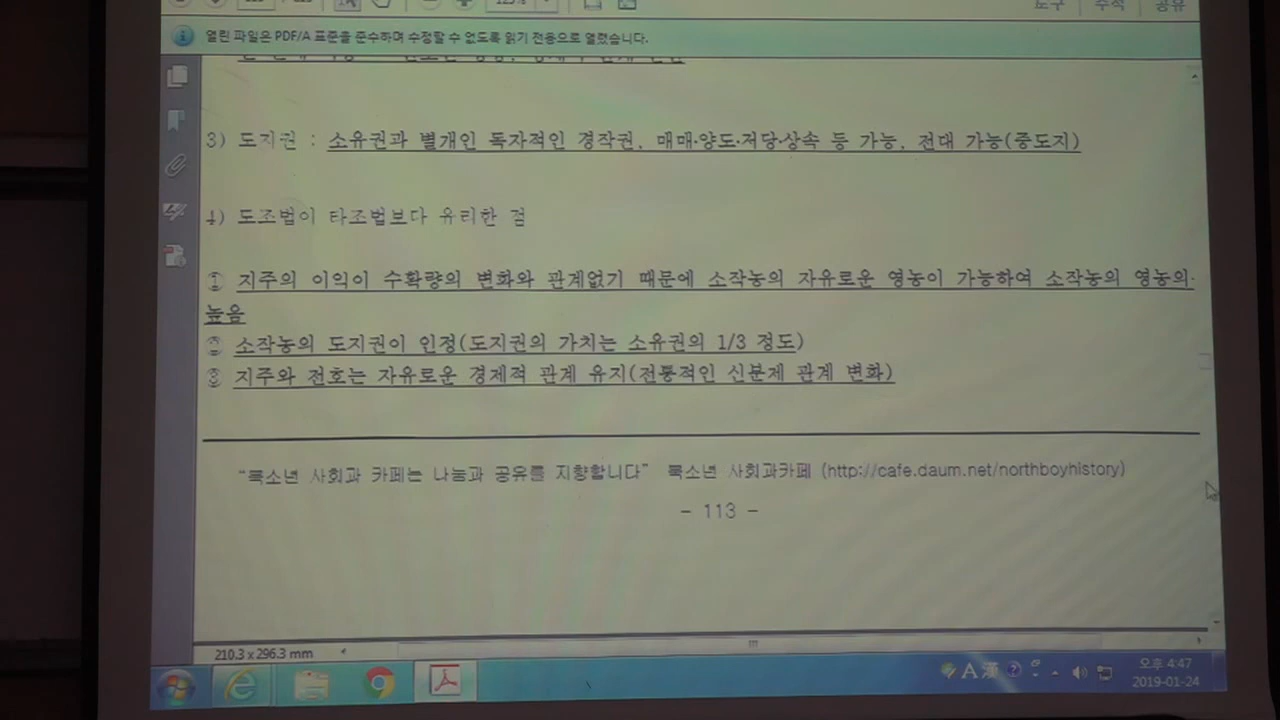 도구 주석 공유
열린 파일은 PDF/A 표준을 준수하며 수정할 수 없도록 읽기 전용으로 열렸습니다.
3) 도지권 : 소유권과 별개인 독자적인 경작권, 매매·양도·저당·상속 등 가능, 전대 가능(중도지)
4) 도조법이 타조법보다 유리한 점
① 지주의 이익이 수확량의 변화와 관계없기 때문에 소작농의 자유로운 영농이 가능하여 소작농의 영농의
높음
② 소작농의 도지권이 인정(도지권의 가치는 소유권의 1/3 정도)
③ 지주와 전호는 자유로운 경제적 관계 유지(전통적인 신분제 관계 변화)
“북소년 사회과 카페는 나눔과 공유를 지향합니다” 북소년 사회과카페 (http://cafe.daum.net/northboyhistory)
- 113 -
210.3 x 296.3 mm
A 漢
오후 4:47
2019-01-24